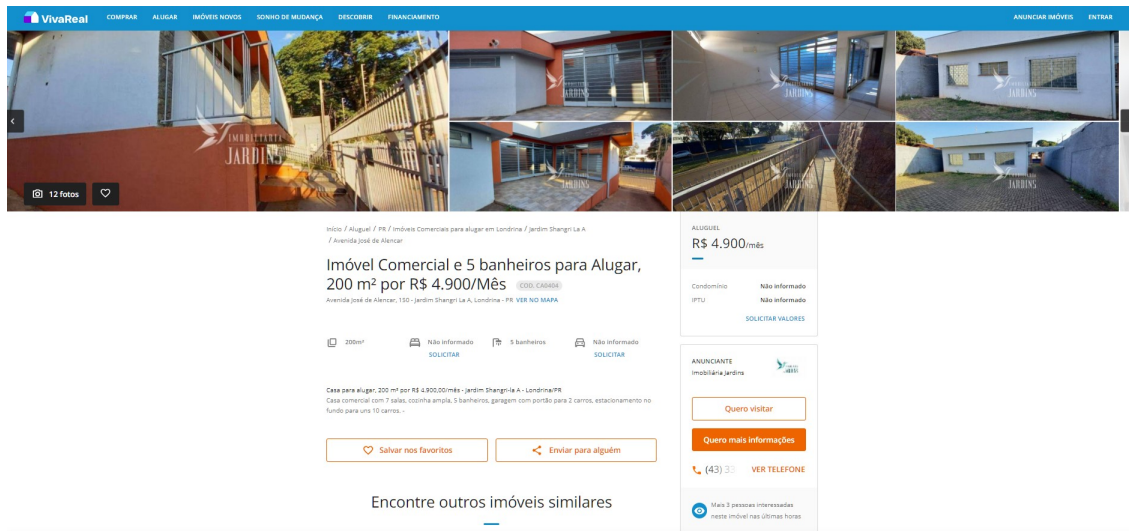 VivaReal COMPRAR ALUGAR IMÓVEIS NOVOS SONHO DE MUDANÇA DESCOBRIR FINANCIAMENTO ANUNCIAR IMÓVEIS ENTRAR
IMOBILIÁRIA
JARDINS
JARDINS
JARDINS
JARDINS
JARDINS
JARDINS
JARDINS
12 fotos
Início / Aluguel / PR / Imóveis Comerciais para alugar em Londrina / Jardim Shangri La A
/ Avenida José de Alencar
Imóvel Comercial e 5 banheiros para Alugar,
200 m² por R$ 4.900/Mês COD. CA0404
Avenida José de Alencar, 150 - Jardim Shangri La A, Londrina - PR VER NO MAPA
200m² Não informado 5 banheiros Não informado
SOLICITAR SOLICITAR
Casa para alugar, 200 m² por R$ 4.900,00/mês - Jardim Shangri-la A - Londrina/PR
Casa comercial com 7 salas, cozinha ampla, 5 banheiros, garagem com portão para 2 carros, estacionamento no
fundo para uns 10 carros. -
Salvar nos favoritos Enviar para alguém
Encontre outros imóveis similares
ALUGUEL
R$ 4.900/mês
Condomínio Não informado
IPTU Não informado
SOLICITAR VALORES
ANUNCIANTE
Imobiliária Jardins
Quero visitar
Quero mais informações
(43) 33 VER TELEFONE
Mais 3 pessoas interessadas
neste imóvel nas últimas horas